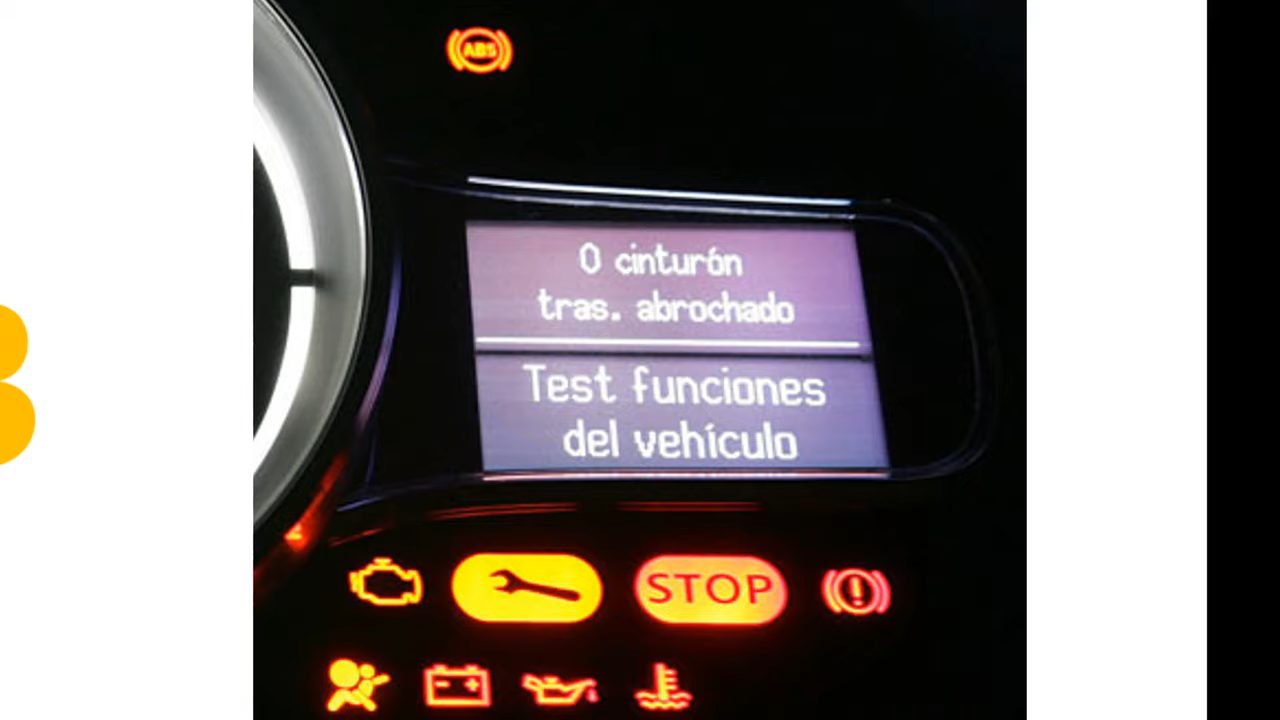 ABS
0 cinturón
tras. abrochado
Test funciones
del vehículo
STOP